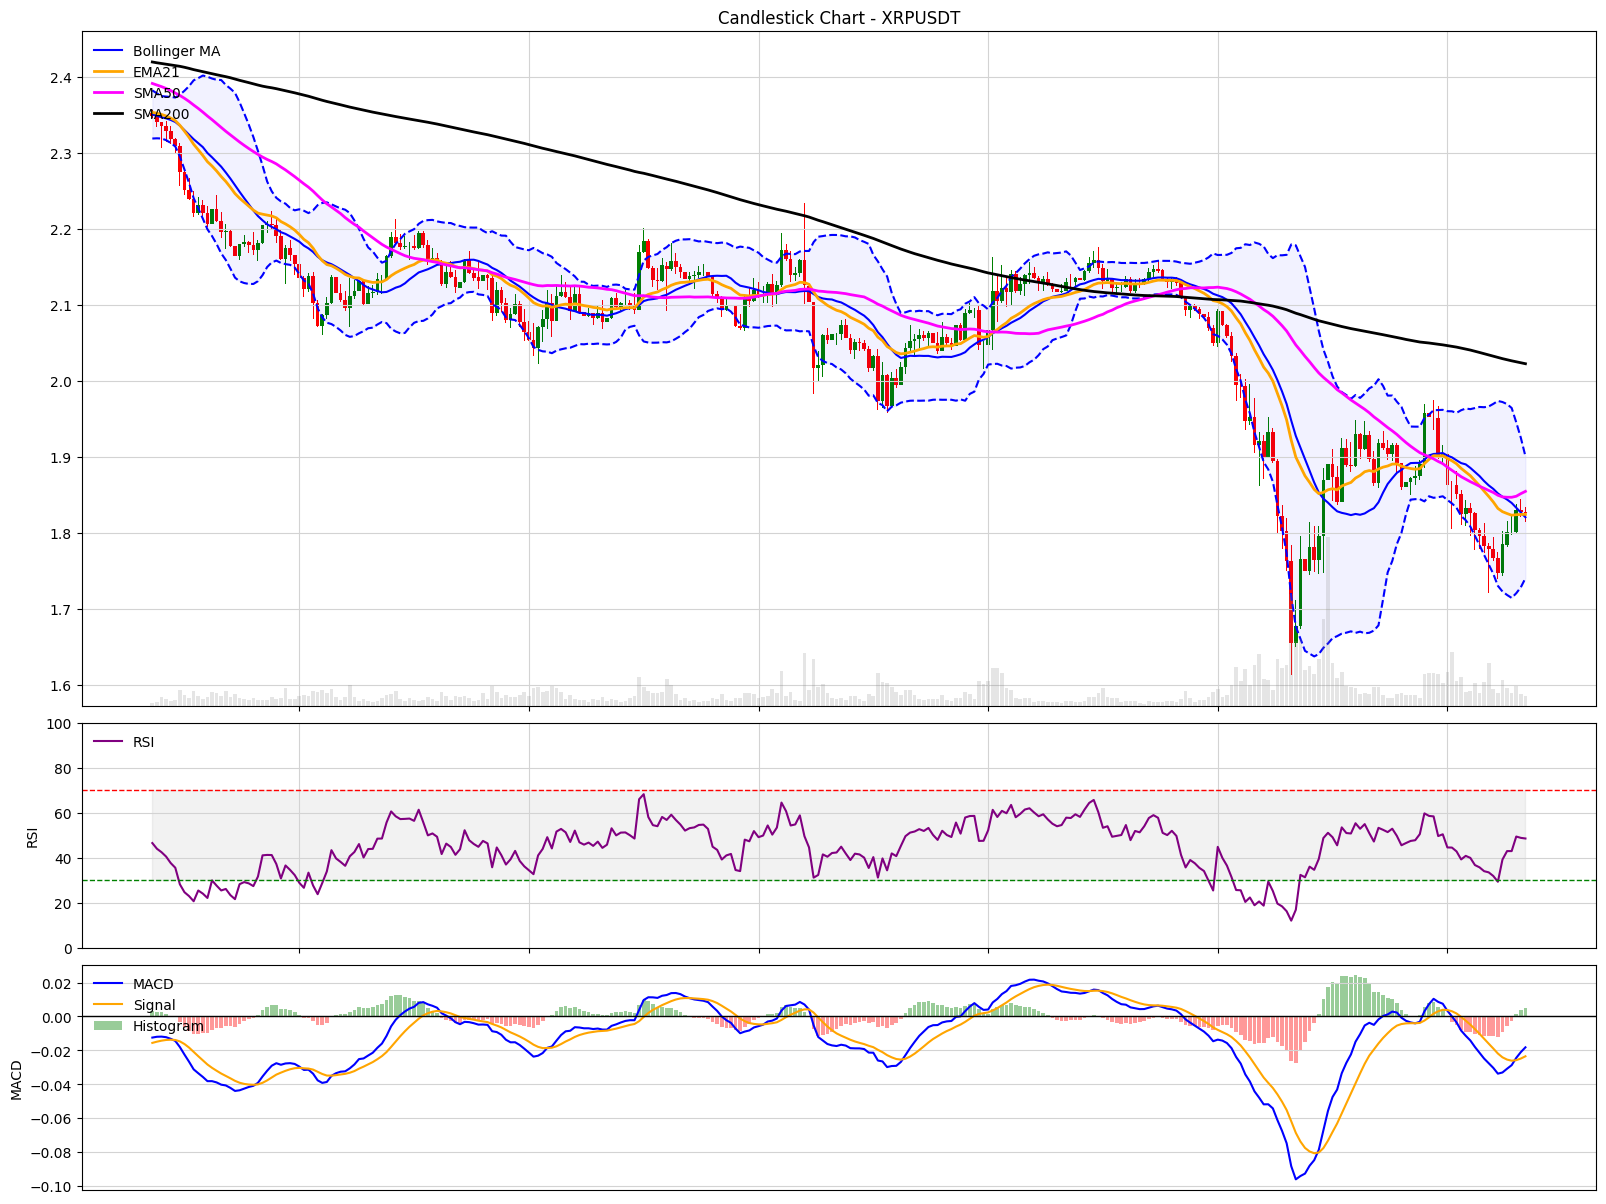 Candlestick Chart - XRPUSDT
Bollinger MA
EMA21
SMA50
SMA200
2.4
2.3
2.2
2.1
2.0
1.9
1.8
1.7
1.6
RSI
100
80
60
40
20
0
RSI
MACD
Signal
Histogram
0.02
0.00
−0.02
−0.04
−0.06
−0.08
−0.10
MACD